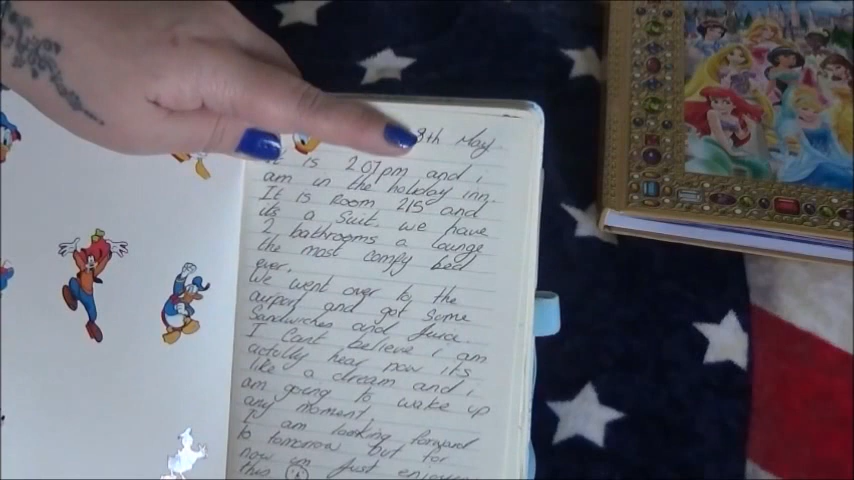 8th May
It is 2 07pm and i
am in the holiday inn.
It is Room 215 and
its a Suit. we have
2 bathrooms a lounge
the most comfy bed
ever.
We went over to the
airport and got some
Sandwiches and Juice.
I Cant believe i am
actully hear now its
like a dream and i
am going to wake up
any moment.
I am looking forward
to tomorrow but for
now im Just enjoying
this